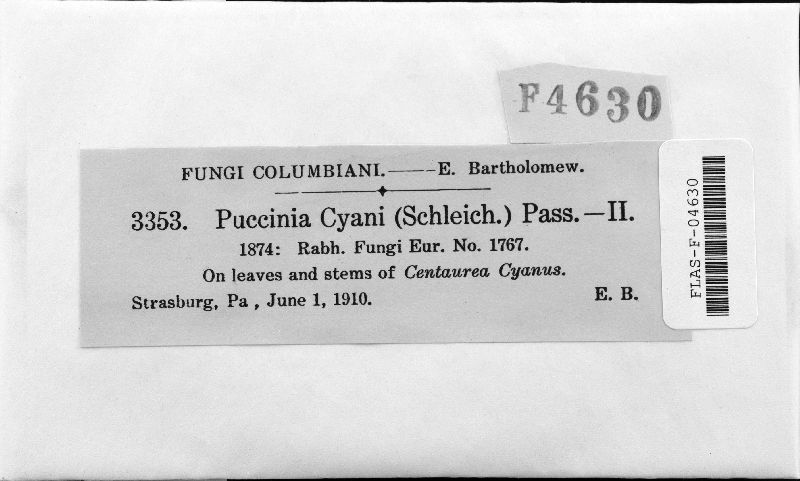 F4630
FUNGI COLUMBIANI.——E. Bartholomew.
3353. Puccinia Cyani (Schleich.) Pass.—II.
1874: Rabh. Fungi Eur. No. 1767.
On leaves and stems of Centaurea Cyanus.
Strasburg, Pa , June 1, 1910. E. B.
FLAS-F-04630